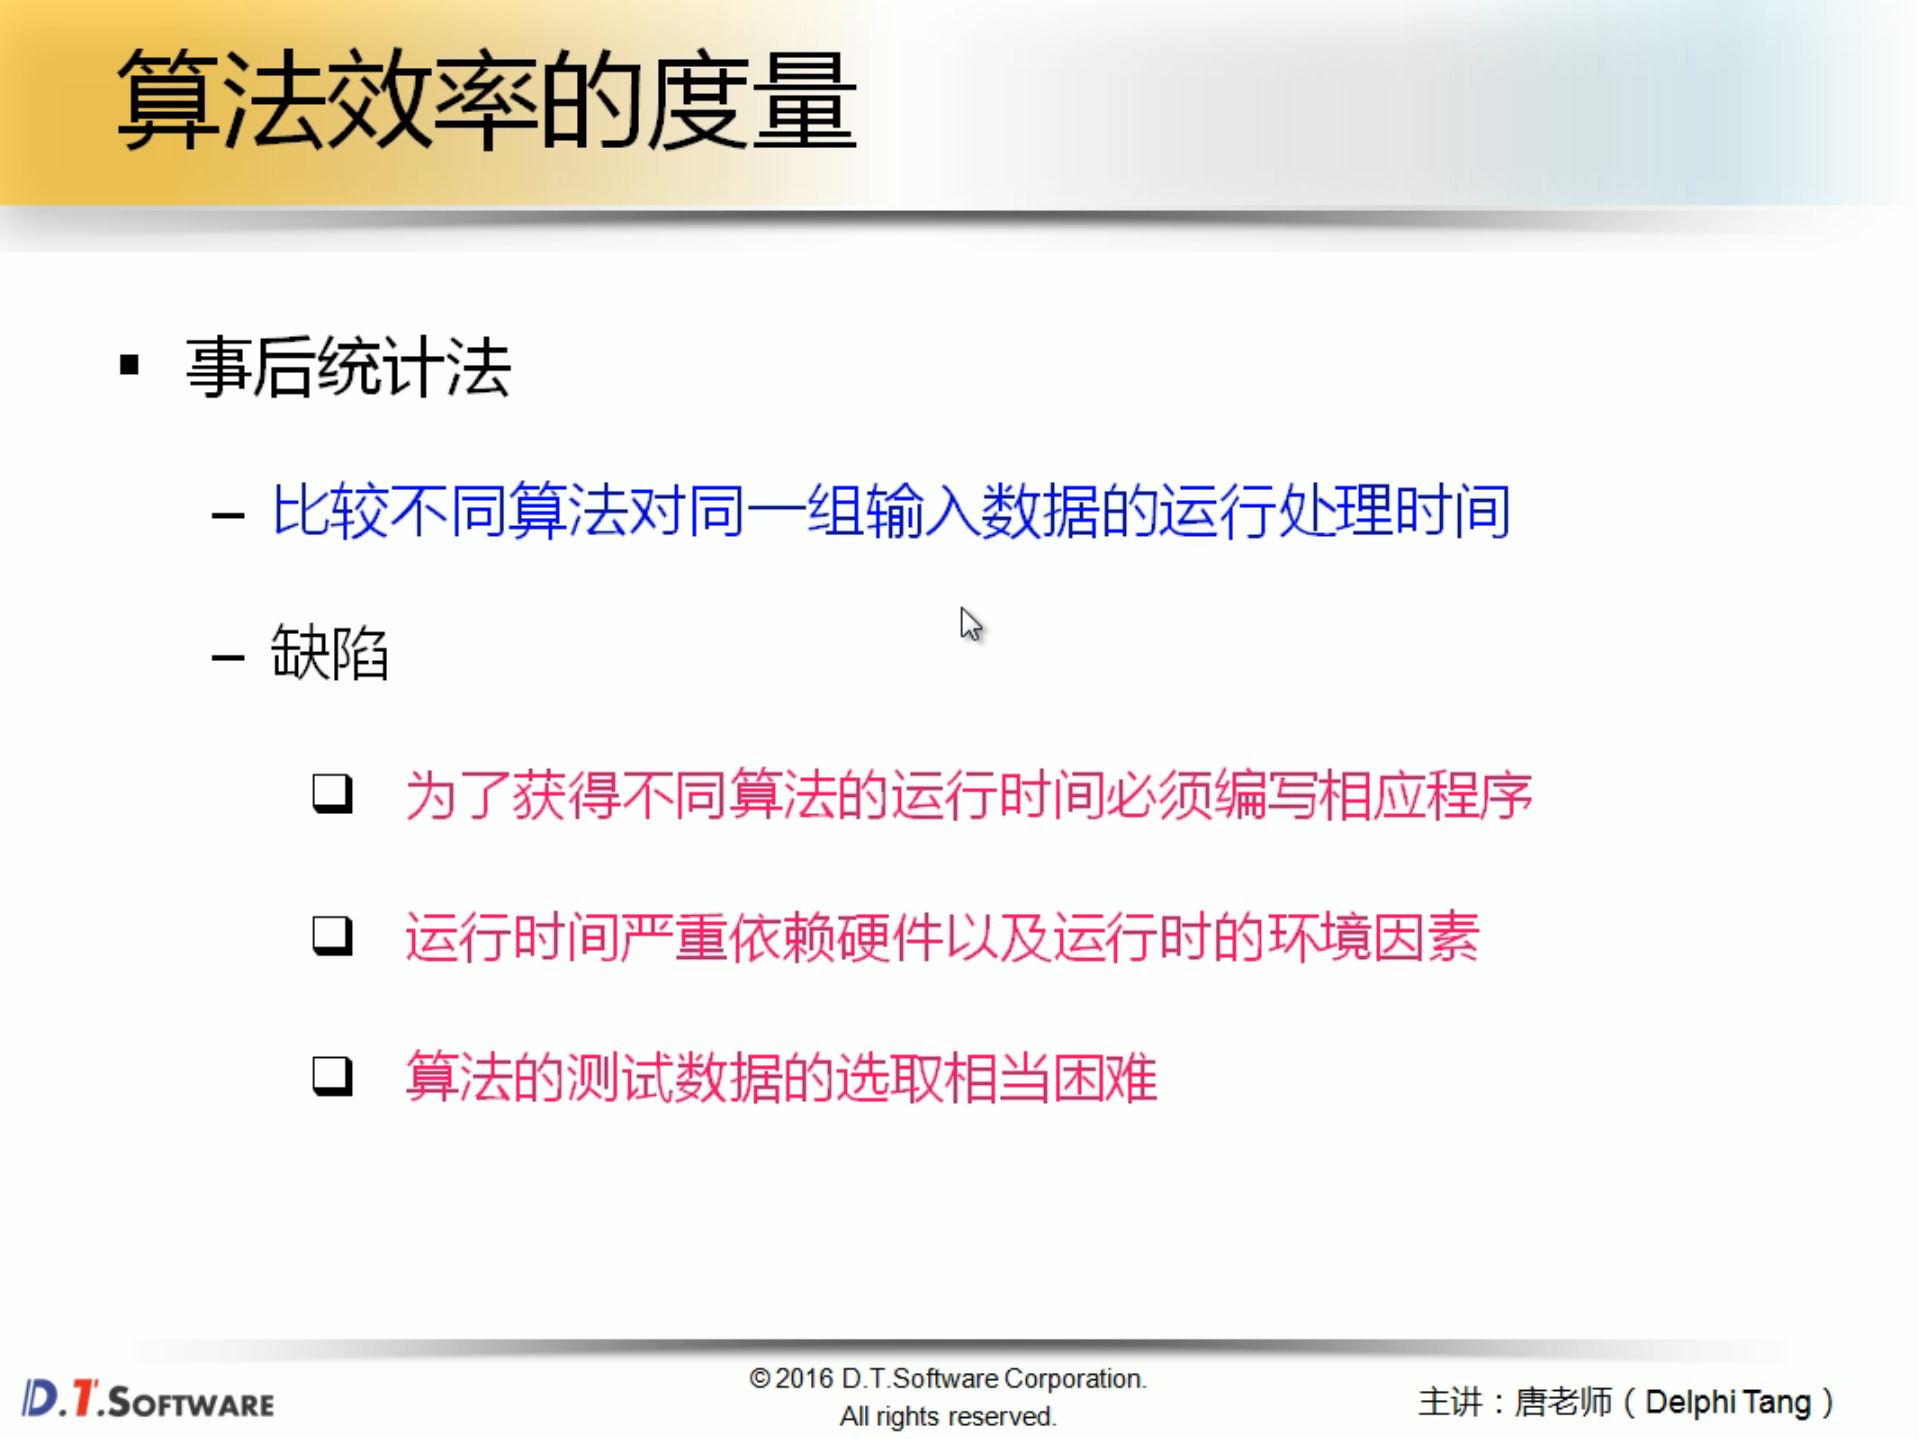 算法效率的度量
▪ 事后统计法
– 比较不同算法对同一组输入数据的运行处理时间
– 缺陷
❑ 为了获得不同算法的运行时间必须编写相应程序
❑ 运行时间严重依赖硬件以及运行时的环境因素
❑ 算法的测试数据的选取相当困难
D.T.SOFTWARE
© 2016 D.T.Software Corporation.
All rights reserved.
主讲：唐老师（Delphi Tang）